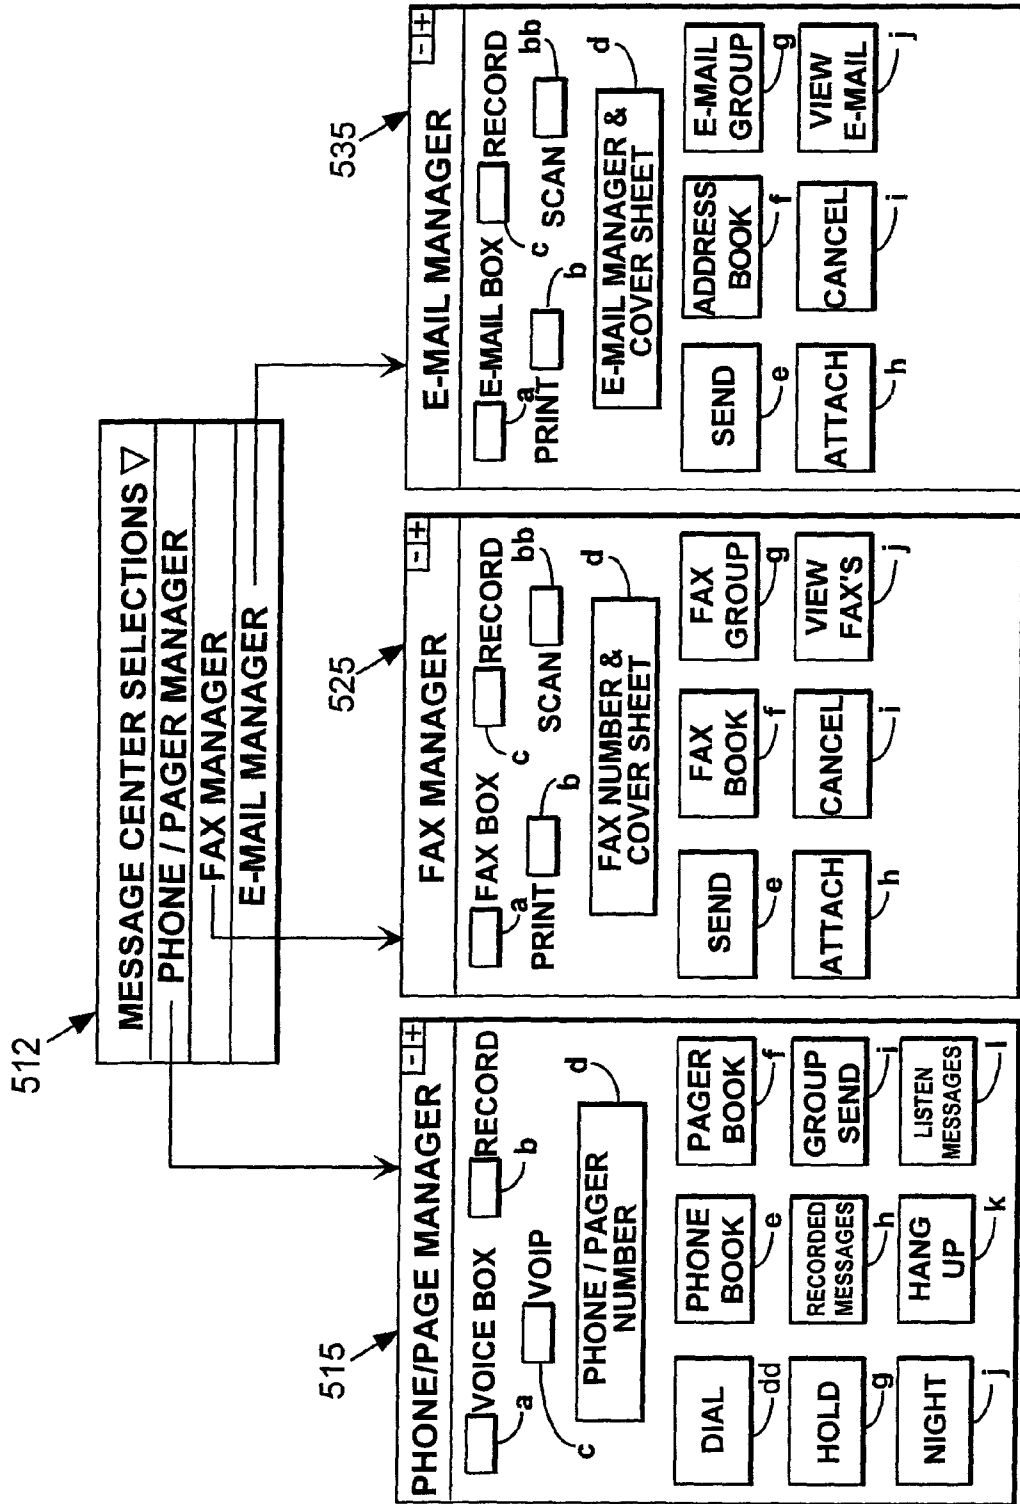 512
MESSAGE CENTER SELECTIONS ▽
PHONE / PAGER MANAGER
FAX MANAGER
E-MAIL MANAGER
515
PHONE/PAGE MANAGER
- +
VOICE BOX
a
RECORD
b
VOIP
c
PHONE / PAGER
NUMBER
d
DIAL
dd
PHONE
BOOK
e
PAGER
BOOK
f
HOLD
g
RECORDED
MESSAGES
h
GROUP
SEND
i
NIGHT
j
HANG
UP
k
LISTEN
MESSAGES
l
525
FAX MANAGER
- +
FAX BOX
a
RECORD
c
PRINT
b
SCAN
bb
FAX NUMBER &
COVER SHEET
d
SEND
e
FAX
BOOK
f
FAX
GROUP
g
ATTACH
h
CANCEL
i
VIEW
FAX'S
j
535
E-MAIL MANAGER
- +
E-MAIL BOX
a
RECORD
c
PRINT
b
SCAN
bb
E-MAIL MANAGER &
COVER SHEET
d
SEND
e
ADDRESS
BOOK
f
E-MAIL
GROUP
g
ATTACH
h
CANCEL
i
VIEW
E-MAIL
j